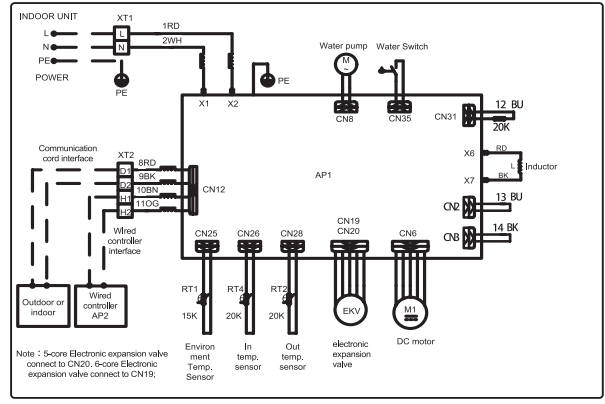 INDOOR UNIT
XT1
L
L
1RD
N
N
2WH
PE
POWER
PE
X1
X2
PE
Water pump
M
~
CN8
Water Switch
CN35
CN31
12 BU
20K
X6
RD
L
Inductor
X7
BK
CN2
13 BU
CN3
14 BK
AP1
Communication
cord interface
XT2
D1
8RD
D2
9BK
H1
10BN
H2
11OG
CN12
Wired
controller
interface
Outdoor or
indoor
Wired
controller
AP2
CN25
CN26
CN28
CN19
CN20
CN6
RT1
15K
RT4
20K
RT2
20K
EKV
M1
Environ
ment
Temp.
Sensor
In
temp.
sensor
Out
temp.
sensor
electronic
expansion
valve
DC motor
Note : 5-core Electronic expansion valve
connect to CN20. 6-core Electronic
expansion valve connect to CN19;